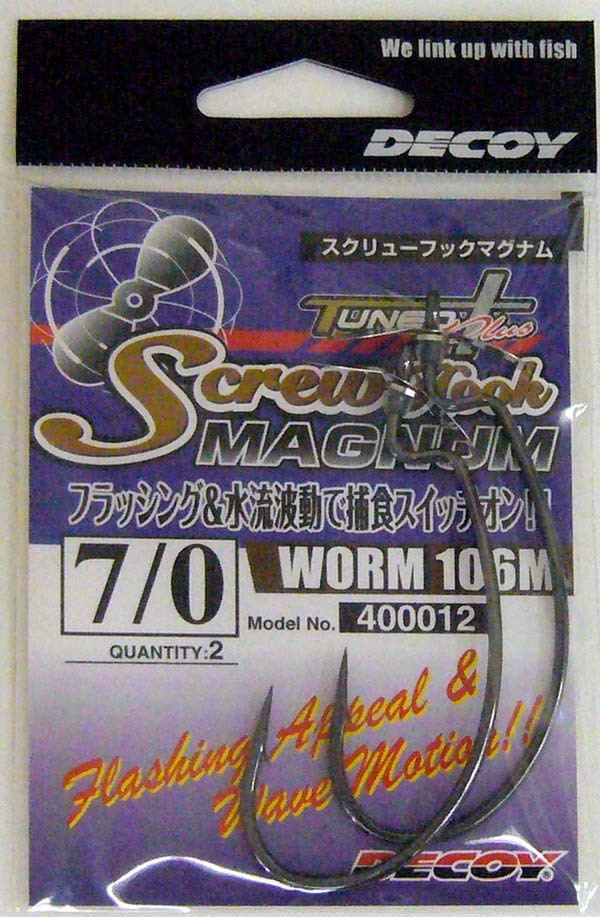 We link up with fish
DECOY
スクリューフックマグナム
TUNED Plus
Screw Hook
MAGNUM
フラッシング&水流波動で捕食スイッチオン!!
7/0
WORM 106M
Model No. 400012
QUANTITY:2
Flashing Appeal &
Wave Motion!!
DECOY®